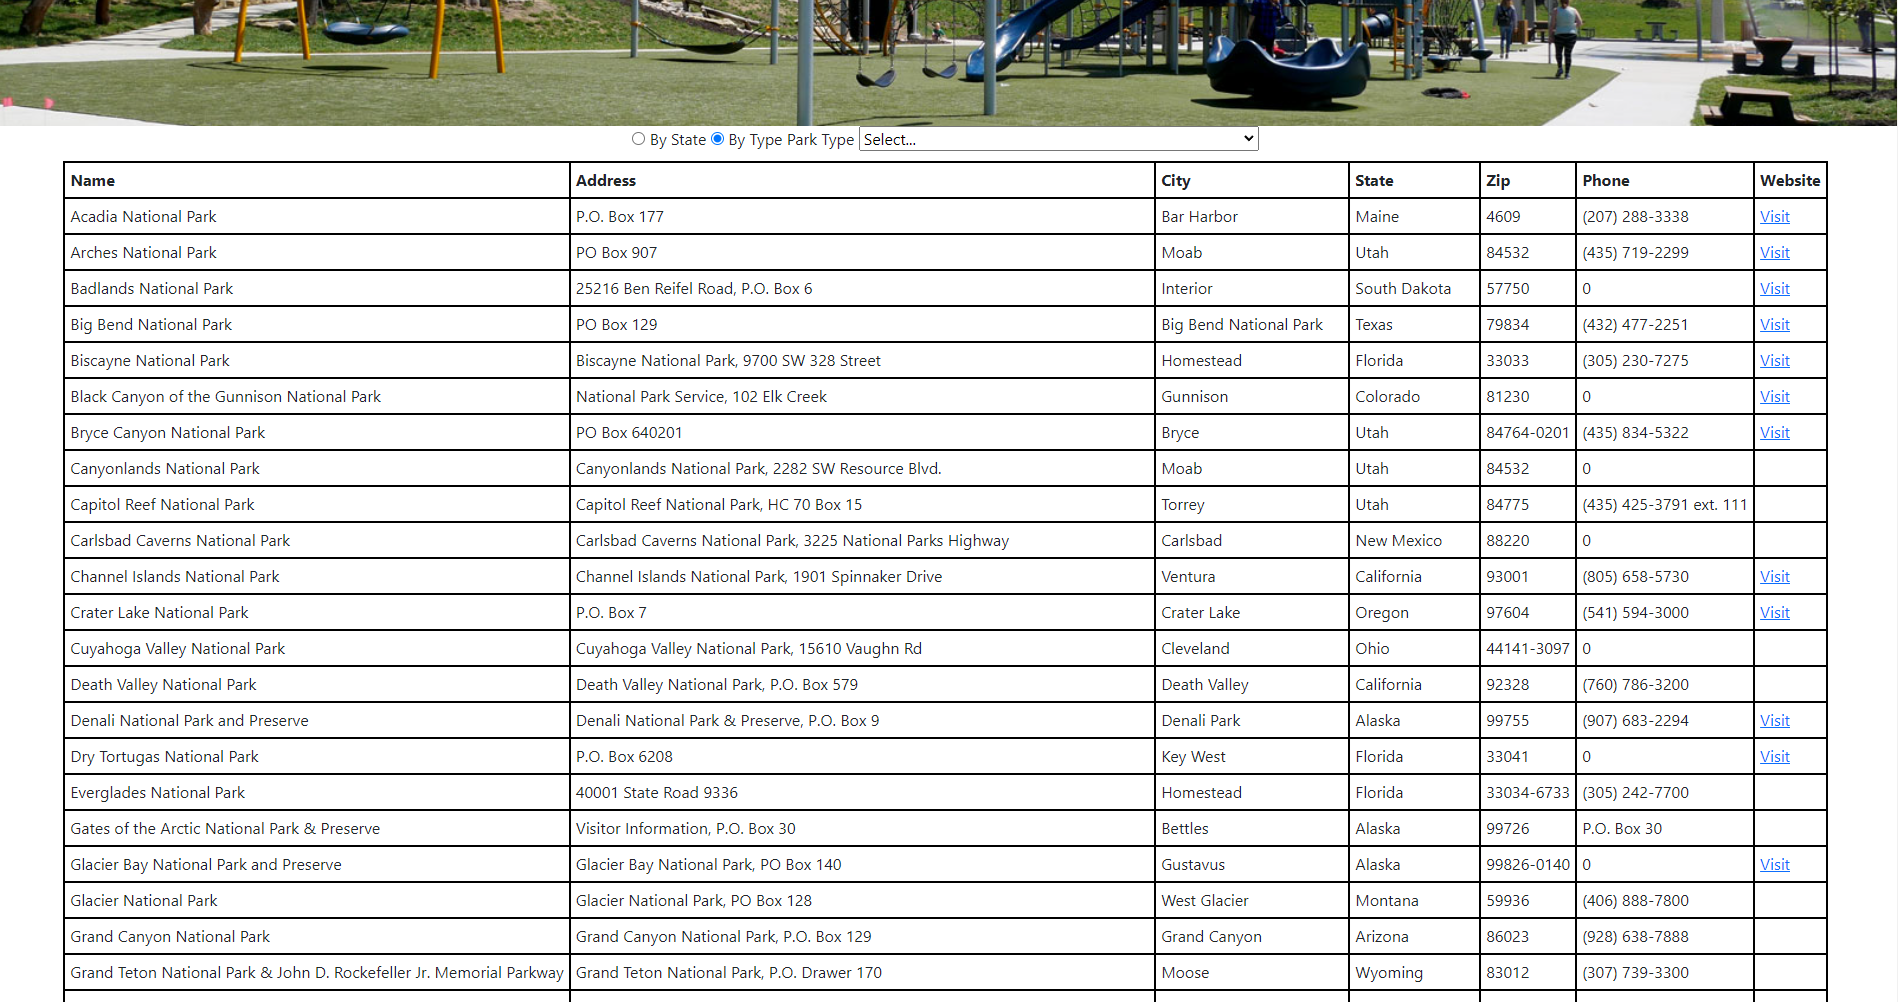 By State By Type Park Type Select...
Name Address City State Zip Phone Website
Acadia National Park P.O. Box 177 Bar Harbor Maine 4609 (207) 288-3338 Visit
Arches National Park PO Box 907 Moab Utah 84532 (435) 719-2299 Visit
Badlands National Park 25216 Ben Reifel Road, P.O. Box 6 Interior South Dakota 57750 0 Visit
Big Bend National Park PO Box 129 Big Bend National Park Texas 79834 (432) 477-2251 Visit
Biscayne National Park Biscayne National Park, 9700 SW 328 Street Homestead Florida 33033 (305) 230-7275 Visit
Black Canyon of the Gunnison National Park National Park Service, 102 Elk Creek Gunnison Colorado 81230 0 Visit
Bryce Canyon National Park PO Box 640201 Bryce Utah 84764-0201 (435) 834-5322 Visit
Canyonlands National Park Canyonlands National Park, 2282 SW Resource Blvd. Moab Utah 84532 0
Capitol Reef National Park Capitol Reef National Park, HC 70 Box 15 Torrey Utah 84775 (435) 425-3791 ext. 111
Carlsbad Caverns National Park Carlsbad Caverns National Park, 3225 National Parks Highway Carlsbad New Mexico 88220 0
Channel Islands National Park Channel Islands National Park, 1901 Spinnaker Drive Ventura California 93001 (805) 658-5730 Visit
Crater Lake National Park P.O. Box 7 Crater Lake Oregon 97604 (541) 594-3000 Visit
Cuyahoga Valley National Park Cuyahoga Valley National Park, 15610 Vaughn Rd Cleveland Ohio 44141-3097 0
Death Valley National Park Death Valley National Park, P.O. Box 579 Death Valley California 92328 (760) 786-3200
Denali National Park and Preserve Denali National Park & Preserve, P.O. Box 9 Denali Park Alaska 99755 (907) 683-2294 Visit
Dry Tortugas National Park P.O. Box 6208 Key West Florida 33041 0 Visit
Everglades National Park 40001 State Road 9336 Homestead Florida 33034-6733 (305) 242-7700
Gates of the Arctic National Park & Preserve Visitor Information, P.O. Box 30 Bettles Alaska 99726 P.O. Box 30
Glacier Bay National Park and Preserve Glacier Bay National Park, PO Box 140 Gustavus Alaska 99826-0140 0 Visit
Glacier National Park Glacier National Park, PO Box 128 West Glacier Montana 59936 (406) 888-7800
Grand Canyon National Park Grand Canyon National Park, P.O. Box 129 Grand Canyon Arizona 86023 (928) 638-7888
Grand Teton National Park & John D. Rockefeller Jr. Memorial Parkway Grand Teton National Park, P.O. Drawer 170 Moose Wyoming 83012 (307) 739-3300